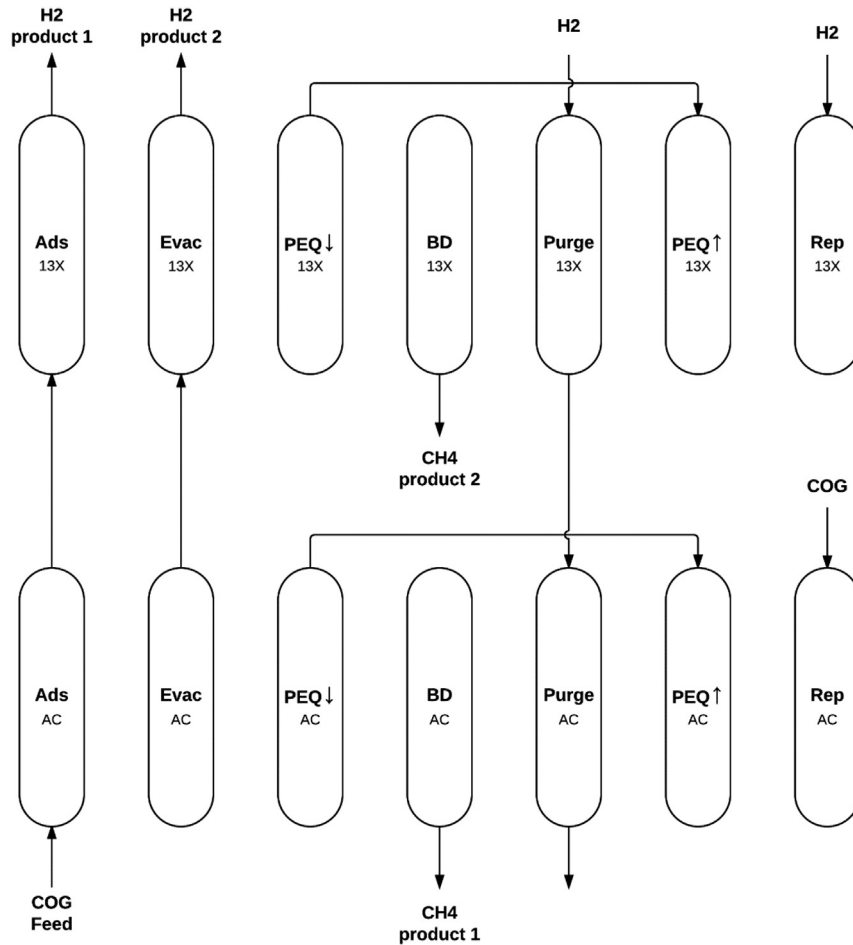 H2
product 1
H2
product 2
H2
H2
Ads
13X
Evac
13X
PEQ↓
13X
BD
13X
Purge
13X
PEQ↑
13X
Rep
13X
CH4
product 2
COG
Ads
AC
Evac
AC
PEQ↓
AC
BD
AC
Purge
AC
PEQ↑
AC
Rep
AC
COG
Feed
CH4
product 1